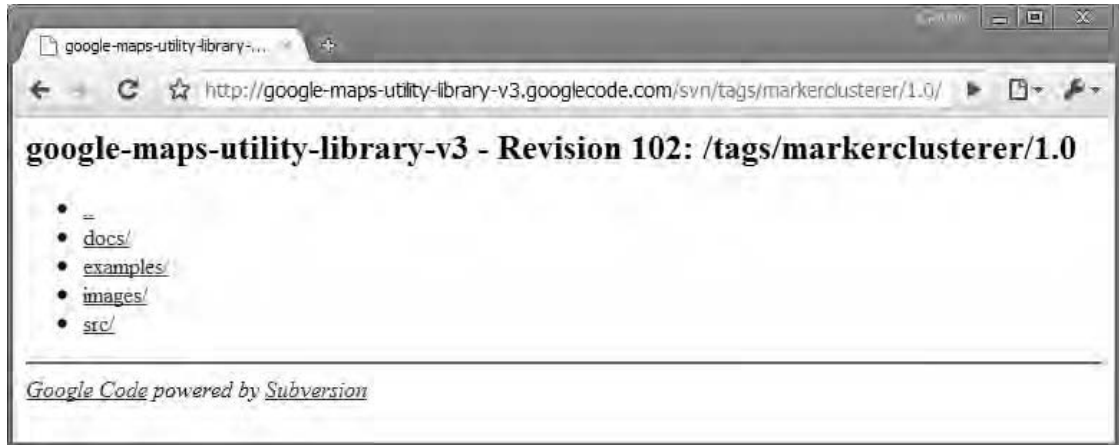 google-maps-utility-library-...
http://google-maps-utility-library-v3.googlecode.com/svn/tags/markerclusterer/1.0/
google-maps-utility-library-v3 - Revision 102: /tags/markerclusterer/1.0
..
docs/
examples/
images/
src/
Google Code powered by Subversion